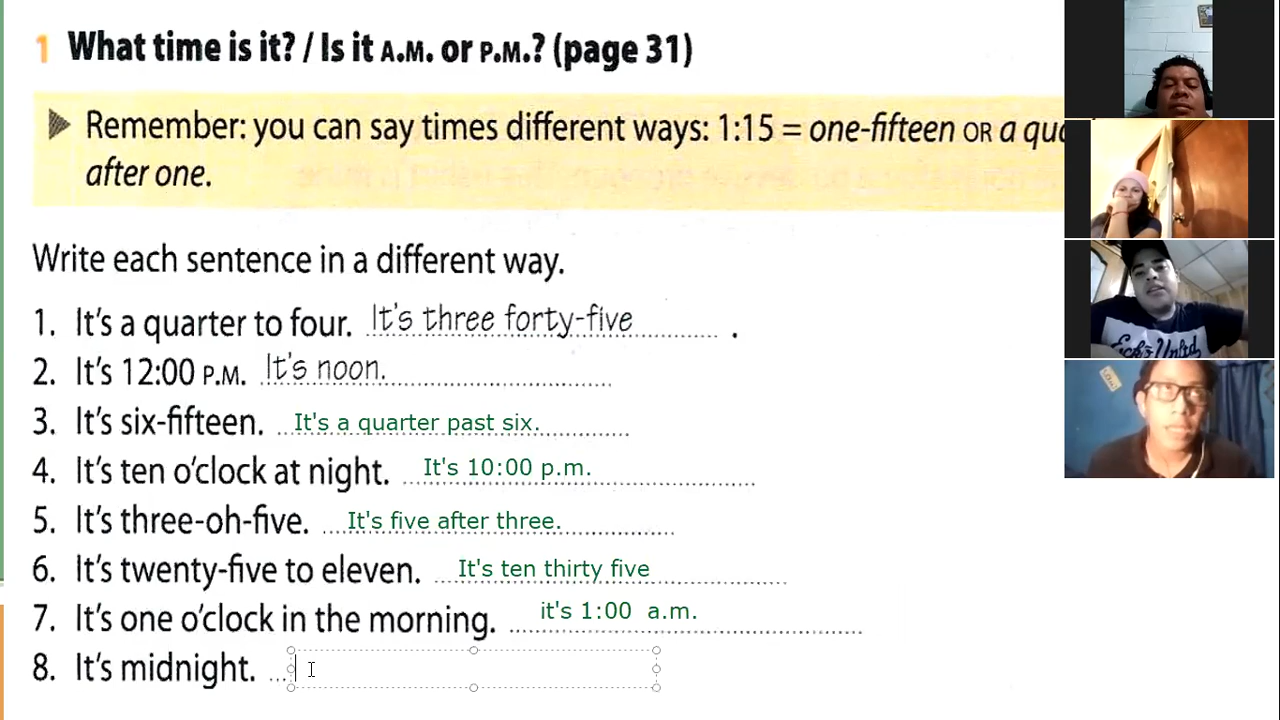 1 What time is it? / Is it A.M. or P.M.? (page 31)
Remember: you can say times different ways: 1:15 = one-fifteen OR a
after one.
Write each sentence in a different way.
1. It's a quarter to four. It's three forty-five .
2. It's 12:00 P.M. It's noon.
3. It's six-fifteen. It's a quarter past six.
4. It's ten o'clock at night. It's 10:00 p.m.
5. It's three-oh-five. It's five after three.
6. It's twenty-five to eleven. It's ten thirty five
7. It's one o'clock in the morning. it's 1:00 a.m.
8. It's midnight.
Ecko Unltd